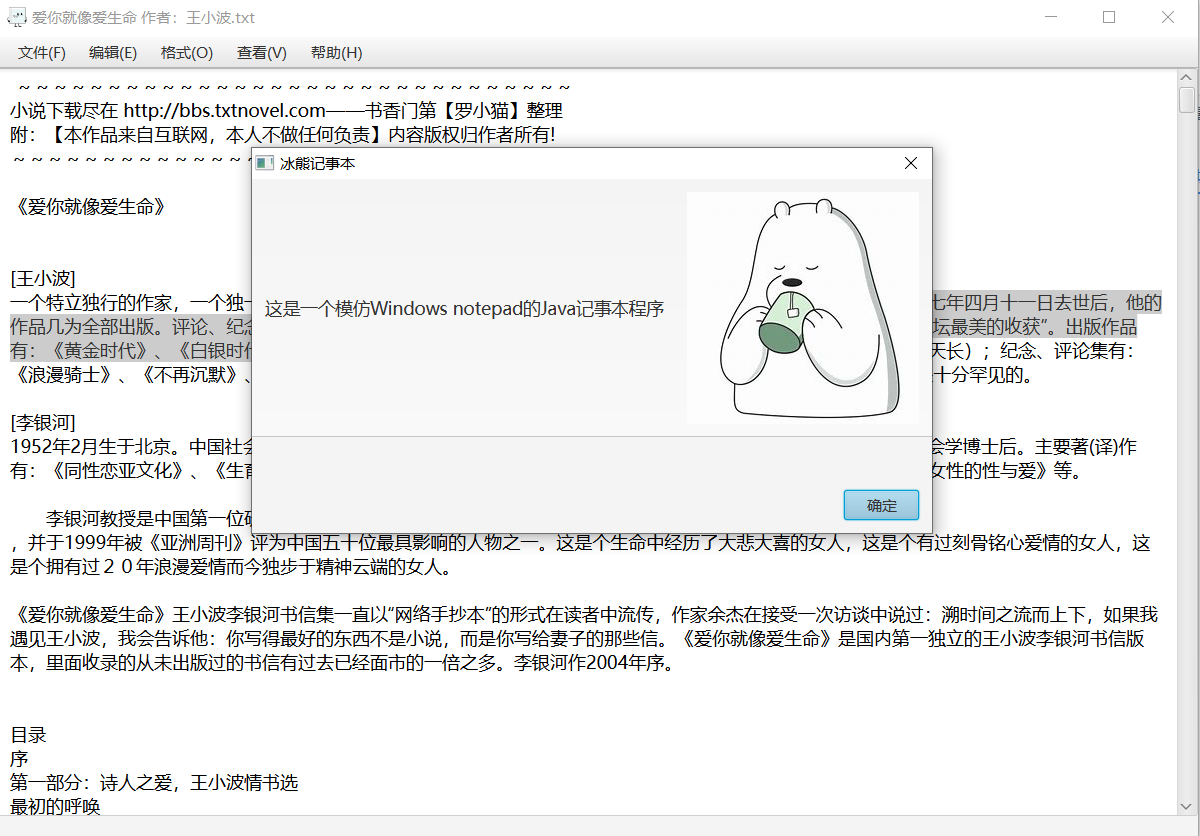 爱你就像爱生命 作者：王小波.txt
文件(F) 编辑(E) 格式(O) 查看(V) 帮助(H)
~ ~ ~ ~ ~ ~ ~ ~ ~ ~ ~ ~ ~ ~ ~ ~ ~ ~ ~ ~ ~ ~ ~ ~ ~ ~ ~ ~ ~ ~ ~
小说下载尽在 http://bbs.txtnovel.com——书香门第【罗小猫】整理
附：【本作品来自互联网，本人不做任何负责】内容版权归作者所有!
~ ~ ~ ~ ~ ~ ~ ~ ~ ~ ~ ~ ~ ~
《爱你就像爱生命》
[王小波]
一个特立独行的作家，一个独 七年四月十一日去世后，他的
作品几为全部出版。评论、纪 坛最美的收获”。出版作品
有：《黄金时代》、《白银时 天长）；纪念、评论集有：
《浪漫骑士》、《不再沉默》、 十分罕见的。
[李银河]
1952年2月生于北京。中国社 会学博士后。主要著(译)作
有：《同性恋亚文化》、《生 女性的性与爱》等。
李银河教授是中国第一位
，并于1999年被《亚洲周刊》评为中国五十位最具影响的人物之一。这是个生命中经历了大悲大喜的女人，这是个有过刻骨铭心爱情的女人，这
是个拥有过２０年浪漫爱情而今独步于精神云端的女人。
《爱你就像爱生命》王小波李银河书信集一直以“网络手抄本”的形式在读者中流传，作家余杰在接受一次访谈中说过：溯时间之流而上下，如果我
遇见王小波，我会告诉他：你写得最好的东西不是小说，而是你写给妻子的那些信。《爱你就像爱生命》是国内第一独立的王小波李银河书信版
本，里面收录的从未出版过的书信有过去已经面市的一倍之多。李银河作2004年序。
目录
序
第一部分：诗人之爱，王小波情书选
最初的呼唤
冰熊记事本
这是一个模仿Windows notepad的Java记事本程序
确定